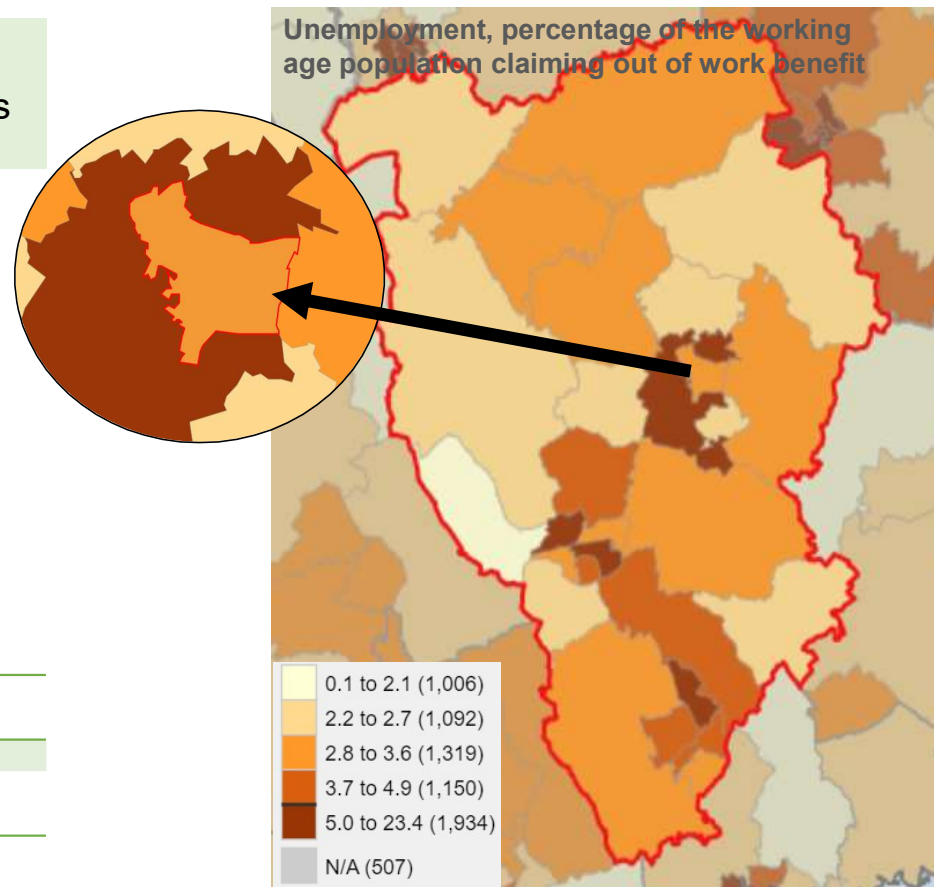 Unemployment, percentage of the working
age population claiming out of work benefit
s
0.1 to 2.1 (1,006)
2.2 to 2.7 (1,092)
2.8 to 3.6 (1,319)
3.7 to 4.9 (1,150)
5.0 to 23.4 (1,934)
N/A (507)